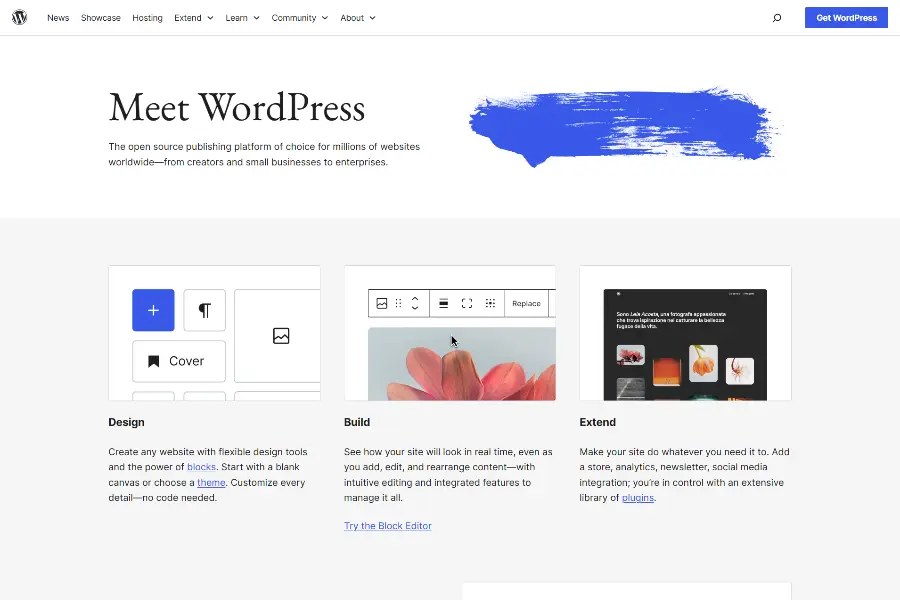 News Showcase Hosting Extend Learn Community About Get WordPress
Meet WordPress
The open source publishing platform of choice for millions of websites
worldwide—from creators and small businesses to enterprises.
Cover
Replace
Sono Leia Acosta, una fotografa appassionata
che trova ispirazione nel catturare la bellezza
fugace della vita.
Design
Create any website with flexible design tools
and the power of blocks. Start with a blank
canvas or choose a theme. Customize every
detail—no code needed.
Build
See how your site will look in real time, even as
you add, edit, and rearrange content—with
intuitive editing and integrated features to
manage it all.
Try the Block Editor
Extend
Make your site do whatever you need it to. Add
a store, analytics, newsletter, social media
integration; you’re in control with an extensive
library of plugins.